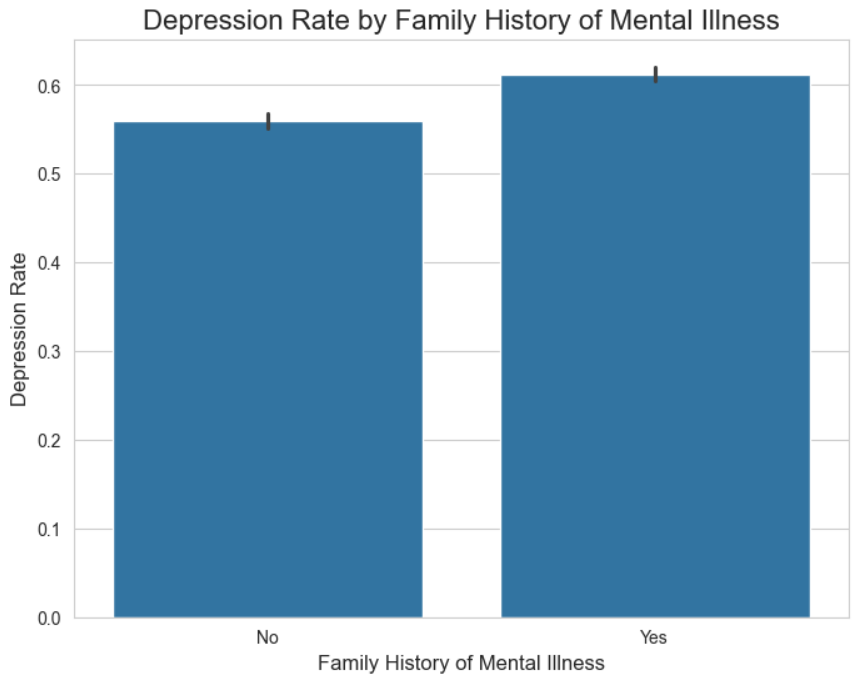 Depression Rate by Family History of Mental Illness
0.6
0.5
0.4
0.3
0.2
0.1
0.0
Depression Rate
No
Yes
Family History of Mental Illness